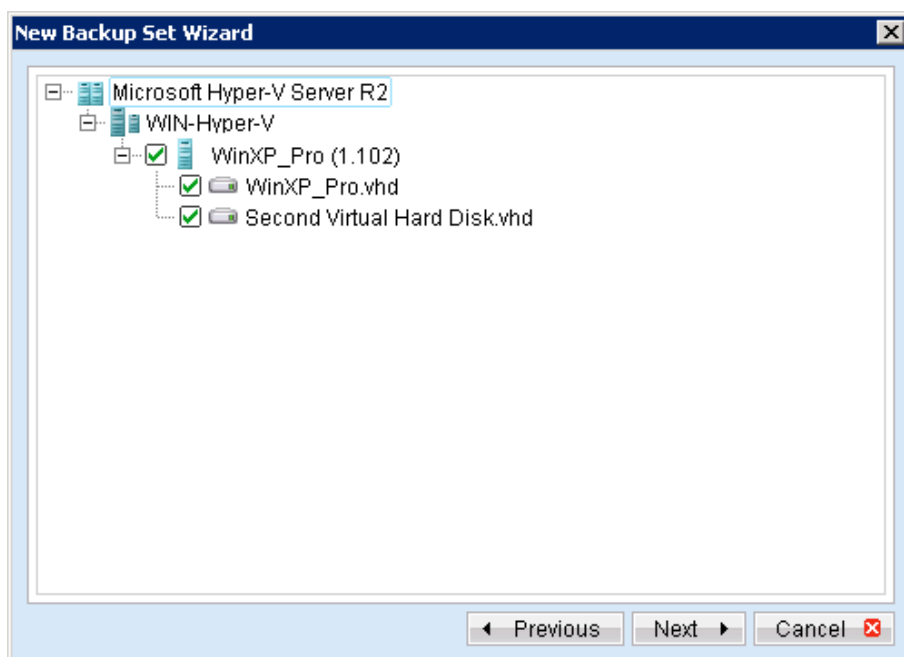 New Backup Set Wizard
Microsoft Hyper-V Server R2
WIN-Hyper-V
WinXP_Pro (1.102)
WinXP_Pro.vhd
Second Virtual Hard Disk.vhd
Previous Next Cancel